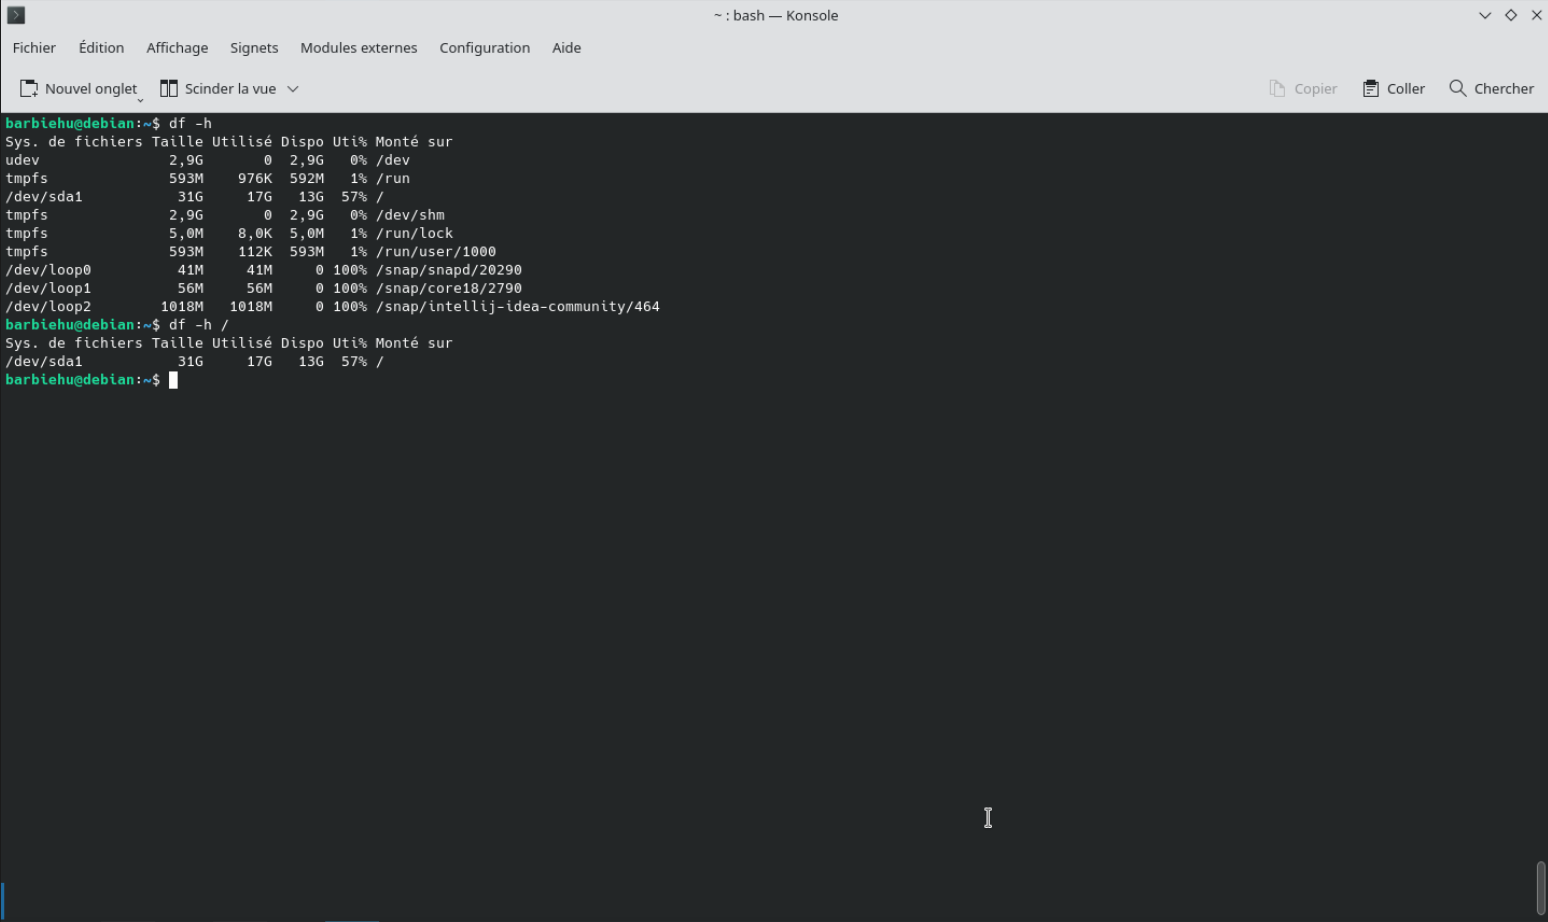 ~ : bash — Konsole
Fichier Édition Affichage Signets Modules externes Configuration Aide
Nouvel onglet Scinder la vue Copier Coller Chercher
barbiehu@debian:~$ df -h
Sys. de fichiers Taille Utilisé Dispo Uti% Monté sur
udev               2,9G       0  2,9G   0% /dev
tmpfs              593M    976K  592M   1% /run
/dev/sda1           31G     17G   13G  57% /
tmpfs              2,9G       0  2,9G   0% /dev/shm
tmpfs              5,0M    8,0K  5,0M   1% /run/lock
tmpfs              593M    112K  593M   1% /run/user/1000
/dev/loop0          41M     41M     0 100% /snap/snapd/20290
/dev/loop1          56M     56M     0 100% /snap/core18/2790
/dev/loop2        1018M   1018M     0 100% /snap/intellij-idea-community/464
barbiehu@debian:~$ df -h /
Sys. de fichiers Taille Utilisé Dispo Uti% Monté sur
/dev/sda1           31G     17G   13G  57% /
barbiehu@debian:~$